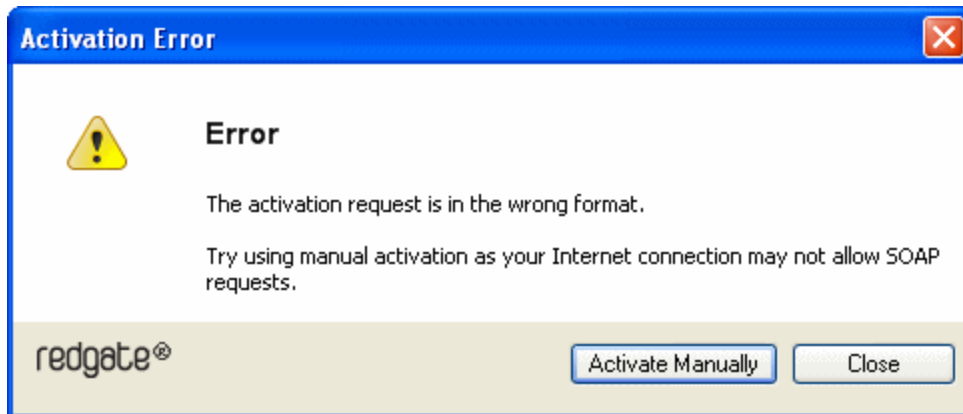 Activation Error
Error
The activation request is in the wrong format.
Try using manual activation as your Internet connection may not allow SOAP
requests.
redgate®
Activate Manually
Close